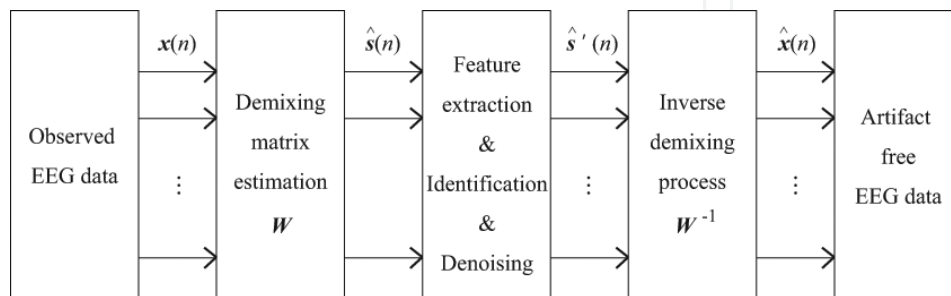 x(n)
ŝ(n)
ŝ′(n)
x̂(n)
Observed
EEG data
Demixing
matrix
estimation
W
Feature
extraction
&
Identification
&
Denoising
Inverse
demixing
process
W⁻¹
Artifact
free
EEG data
⋮
⋮
⋮
⋮